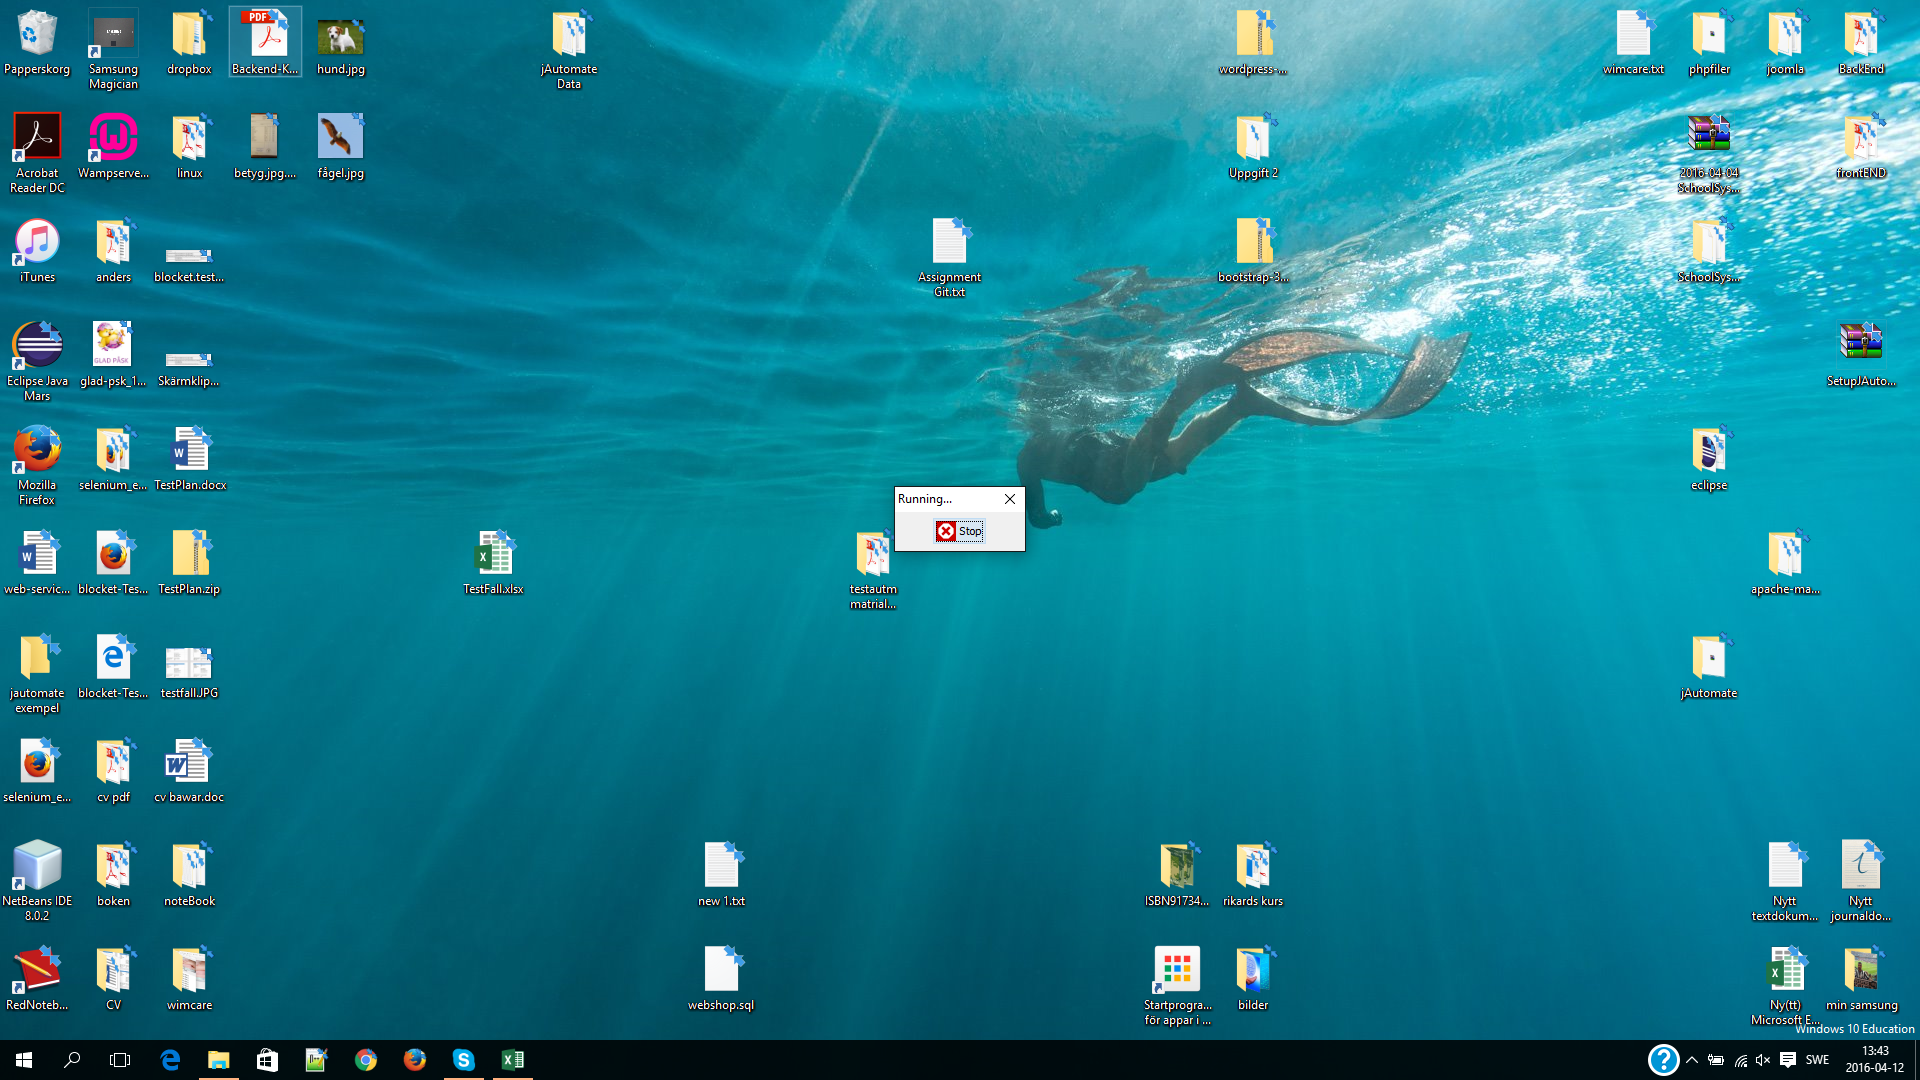 Papperskorg
Samsung
Magician
dropbox
PDF
Backend-K...
hund.jpg
jAutomate
Data
wordpress-...
wimcare.txt
phpfiler
joomla
BackEnd
Acrobat
Reader DC
Wampserve...
linux
betyg.jpg....
fågel.jpg
Uppgift 2
2016-04-04
SchoolSys...
frontEND
iTunes
anders
blocket.test...
Assignment
Git.txt
bootstrap-3...
SchoolSys...
GLAD PÅSK
Eclipse Java
Mars
glad-psk_1...
Skärmklip...
SetupJAuto...
Mozilla
Firefox
selenium_e...
TestPlan.docx
eclipse
Running...
Stop
web-servic...
blocket-Tes...
TestPlan.zip
TestFall.xlsx
testautm
matrial...
apache-ma...
jautomate
exempel
blocket-Tes...
testfall.JPG
jAutomate
selenium_e...
cv pdf
cv bawar.doc
NetBeans IDE
8.0.2
boken
noteBook
new 1.txt
ISBN91734...
rikards kurs
Nytt
textdokum...
Nytt
journaldo...
RedNoteb...
CV
wimcare
webshop.sql
Startprogra...
för appar i ...
bilder
Ny(tt)
Microsoft E...
min samsung
Windows 10 Education
SWE
13:43
2016-04-12